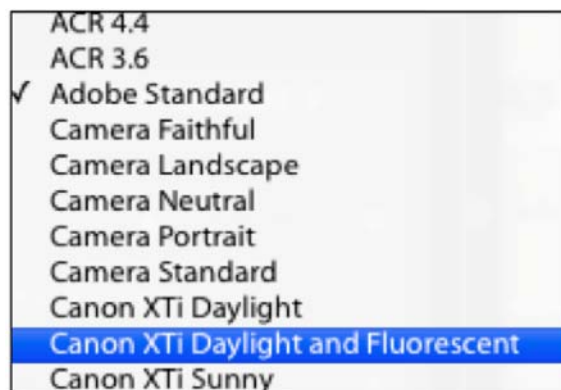 ACR 4.4
ACR 3.6
✓ Adobe Standard
Camera Faithful
Camera Landscape
Camera Neutral
Camera Portrait
Camera Standard
Canon XTi Daylight
Canon XTi Daylight and Fluorescent
Canon XTi Sunny